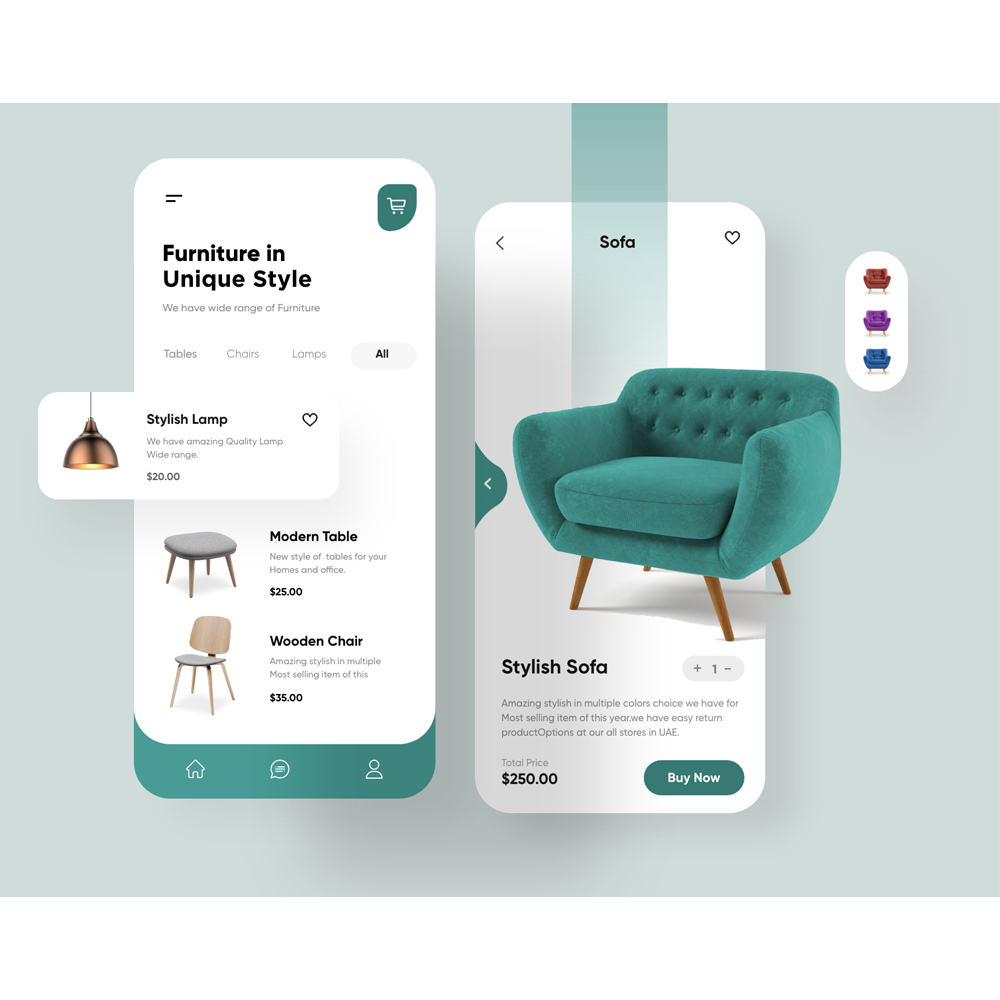 Furniture in
Unique Style
We have wide range of Furniture
Tables
Chairs
Lamps
All
Stylish Lamp
We have amazing Quality Lamp
Wide range.
$20.00
Modern Table
New style of tables for your
Homes and office.
$25.00
Wooden Chair
Amazing stylish in multiple
Most selling item of this
$35.00
Sofa
Stylish Sofa
+ 1 −
Amazing stylish in multiple colors choice we have for
Most selling item of this year.we have easy return
productOptions at our all stores in UAE.
Total Price
$250.00
Buy Now